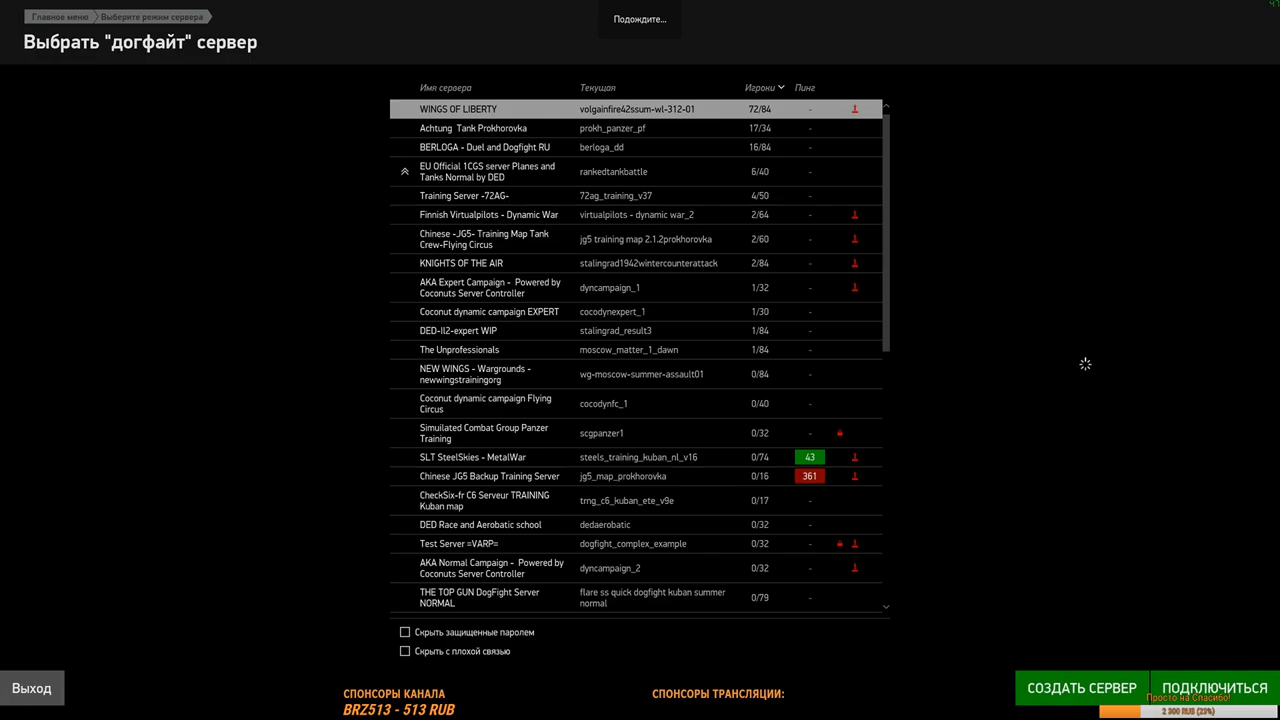 Главное меню
Выберите режим сервера
Подождите...
Выбрать "догфайт" сервер
Имя сервера Текущая Игроки Пинг
WINGS OF LIBERTY volgainfire42ssum-wl-312-01 72/84 -
Achtung Tank Prokhorovka prokh_panzer_pf 17/34 -
BERLOGA - Duel and Dogfight RU berloga_dd 16/84 -
EU Official 1CGS server Planes and
Tanks Normal by DED rankedtankbattle 6/40 -
Training Server -72AG- 72ag_training_v37 4/50 -
Finnish Virtualpilots - Dynamic War virtualpilots - dynamic war_2 2/64 -
Chinese -JG5- Training Map Tank
Crew-Flying Circus jg5 training map 2.1.2prokhorovka 2/60 -
KNIGHTS OF THE AIR stalingrad1942wintercounterattack 2/84 -
AKA Expert Campaign - Powered by
Coconuts Server Controller dyncampaign_1 1/32 -
Coconut dynamic campaign EXPERT cocodynexpert_1 1/30 -
DED-Il2-expert WIP stalingrad_result3 1/84 -
The Unprofessionals moscow_matter_1_dawn 1/84 -
NEW WINGS - Wargrounds -
newwingstrainingorg wg-moscow-summer-assault01 0/84 -
Coconut dynamic campaign Flying
Circus cocodynfc_1 0/40 -
Simuilated Combat Group Panzer
Training scgpanzer1 0/32 -
SLT SteelSkies - MetalWar steels_training_kuban_nl_v16 0/74 43
Chinese JG5 Backup Training Server jg5_map_prokhorovka 0/16 361
CheckSix-fr C6 Serveur TRAINING
Kuban map trng_c6_kuban_ete_v9e 0/17 -
DED Race and Aerobatic school dedaerobatic 0/32 -
Test Server =VARP= dogfight_complex_example 0/32 -
AKA Normal Campaign - Powered by
Coconuts Server Controller dyncampaign_2 0/32 -
THE TOP GUN DogFight Server
NORMAL flare ss quick dogfight kuban summer
normal 0/79 -
Скрыть защищенные паролем
Скрыть с плохой связью
Выход
СПОНСОРЫ КАНАЛА
BRZ513 - 513 RUB
СПОНСОРЫ ТРАНСЛЯЦИИ:
СОЗДАТЬ СЕРВЕР
ПОДКЛЮЧИТЬСЯ
Просто на Спасибо!
2 300 RUB (23%)